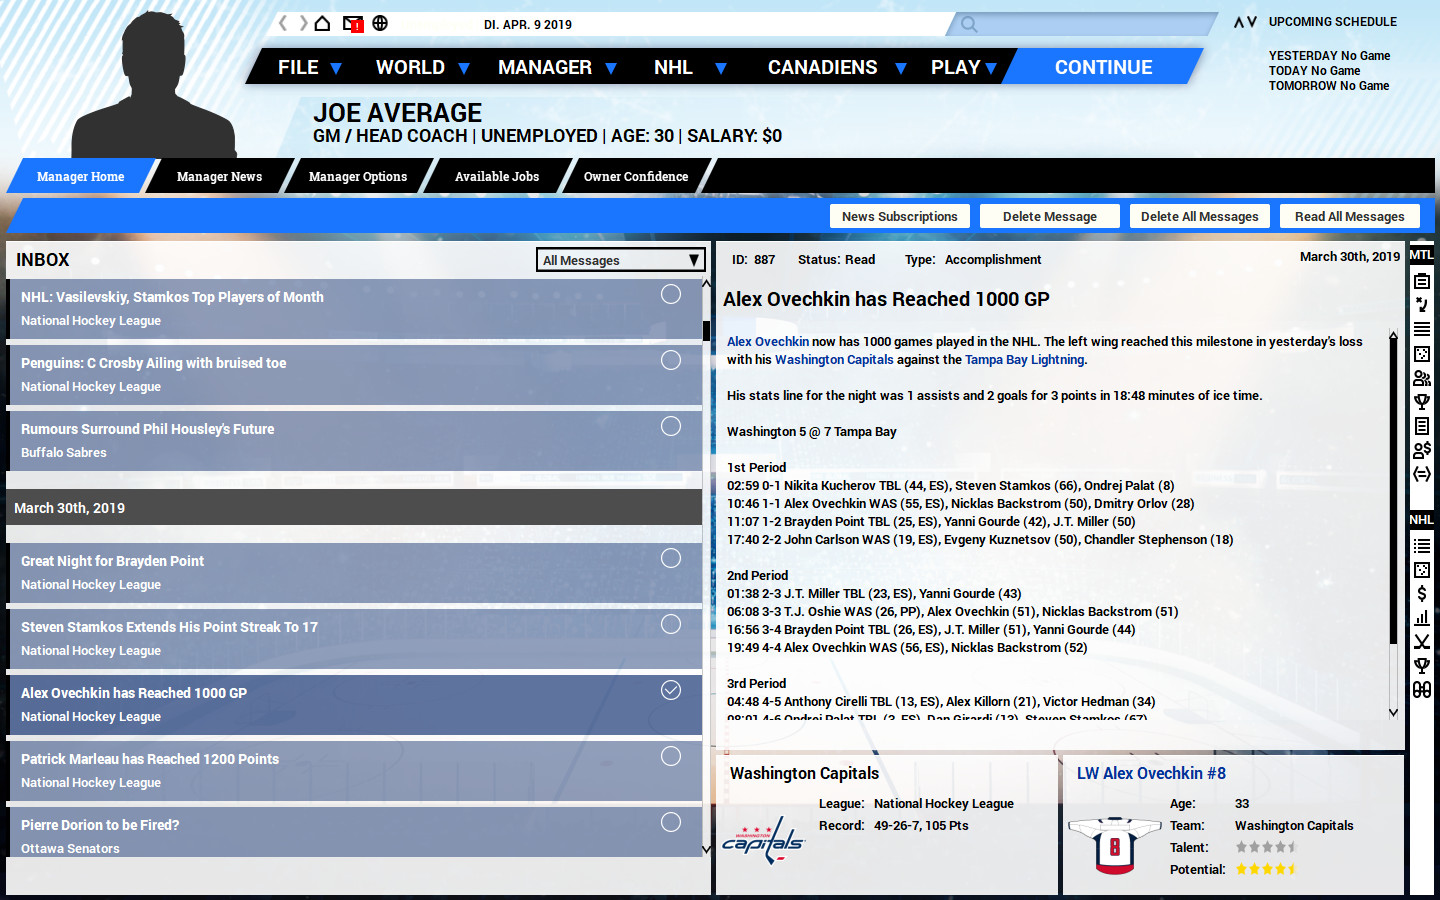 DI. APR. 9 2019
UPCOMING SCHEDULE
YESTERDAY No Game
TODAY No Game
TOMORROW No Game
FILE WORLD MANAGER NHL CANADIENS PLAY CONTINUE
JOE AVERAGE
GM / HEAD COACH | UNEMPLOYED | AGE: 30 | SALARY: $0
Manager Home Manager News Manager Options Available Jobs Owner Confidence
News Subscriptions Delete Message Delete All Messages Read All Messages
INBOX All Messages
NHL: Vasilevskiy, Stamkos Top Players of Month
National Hockey League
Penguins: C Crosby Ailing with bruised toe
National Hockey League
Rumours Surround Phil Housley's Future
Buffalo Sabres
March 30th, 2019
Great Night for Brayden Point
National Hockey League
Steven Stamkos Extends His Point Streak To 17
National Hockey League
Alex Ovechkin has Reached 1000 GP
National Hockey League
Patrick Marleau has Reached 1200 Points
National Hockey League
Pierre Dorion to be Fired?
Ottawa Senators
ID: 887 Status: Read Type: Accomplishment March 30th, 2019
Alex Ovechkin has Reached 1000 GP
Alex Ovechkin now has 1000 games played in the NHL. The left wing reached this milestone in yesterday's loss
with his Washington Capitals against the Tampa Bay Lightning.
His stats line for the night was 1 assists and 2 goals for 3 points in 18:48 minutes of ice time.
Washington 5 @ 7 Tampa Bay
1st Period
02:59 0-1 Nikita Kucherov TBL (44, ES), Steven Stamkos (66), Ondrej Palat (8)
10:46 1-1 Alex Ovechkin WAS (55, ES), Nicklas Backstrom (50), Dmitry Orlov (28)
11:07 1-2 Brayden Point TBL (25, ES), Yanni Gourde (42), J.T. Miller (50)
17:40 2-2 John Carlson WAS (19, ES), Evgeny Kuznetsov (50), Chandler Stephenson (18)
2nd Period
01:38 2-3 J.T. Miller TBL (23, ES), Yanni Gourde (43)
06:08 3-3 T.J. Oshie WAS (26, PP), Alex Ovechkin (51), Nicklas Backstrom (51)
16:56 3-4 Brayden Point TBL (26, ES), J.T. Miller (51), Yanni Gourde (44)
19:49 4-4 Alex Ovechkin WAS (56, ES), Nicklas Backstrom (52)
3rd Period
04:48 4-5 Anthony Cirelli TBL (13, ES), Alex Killorn (21), Victor Hedman (34)
08:01 4-6 Ondrej Palat TBL (3, ES), Dan Girardi (13), Steven Stamkos (67)
Washington Capitals
League: National Hockey League
Record: 49-26-7, 105 Pts
WASHINGTON
capitals
LW Alex Ovechkin #8
Age: 33
Team: Washington Capitals
Talent:
Potential:
8
MTL
NHL